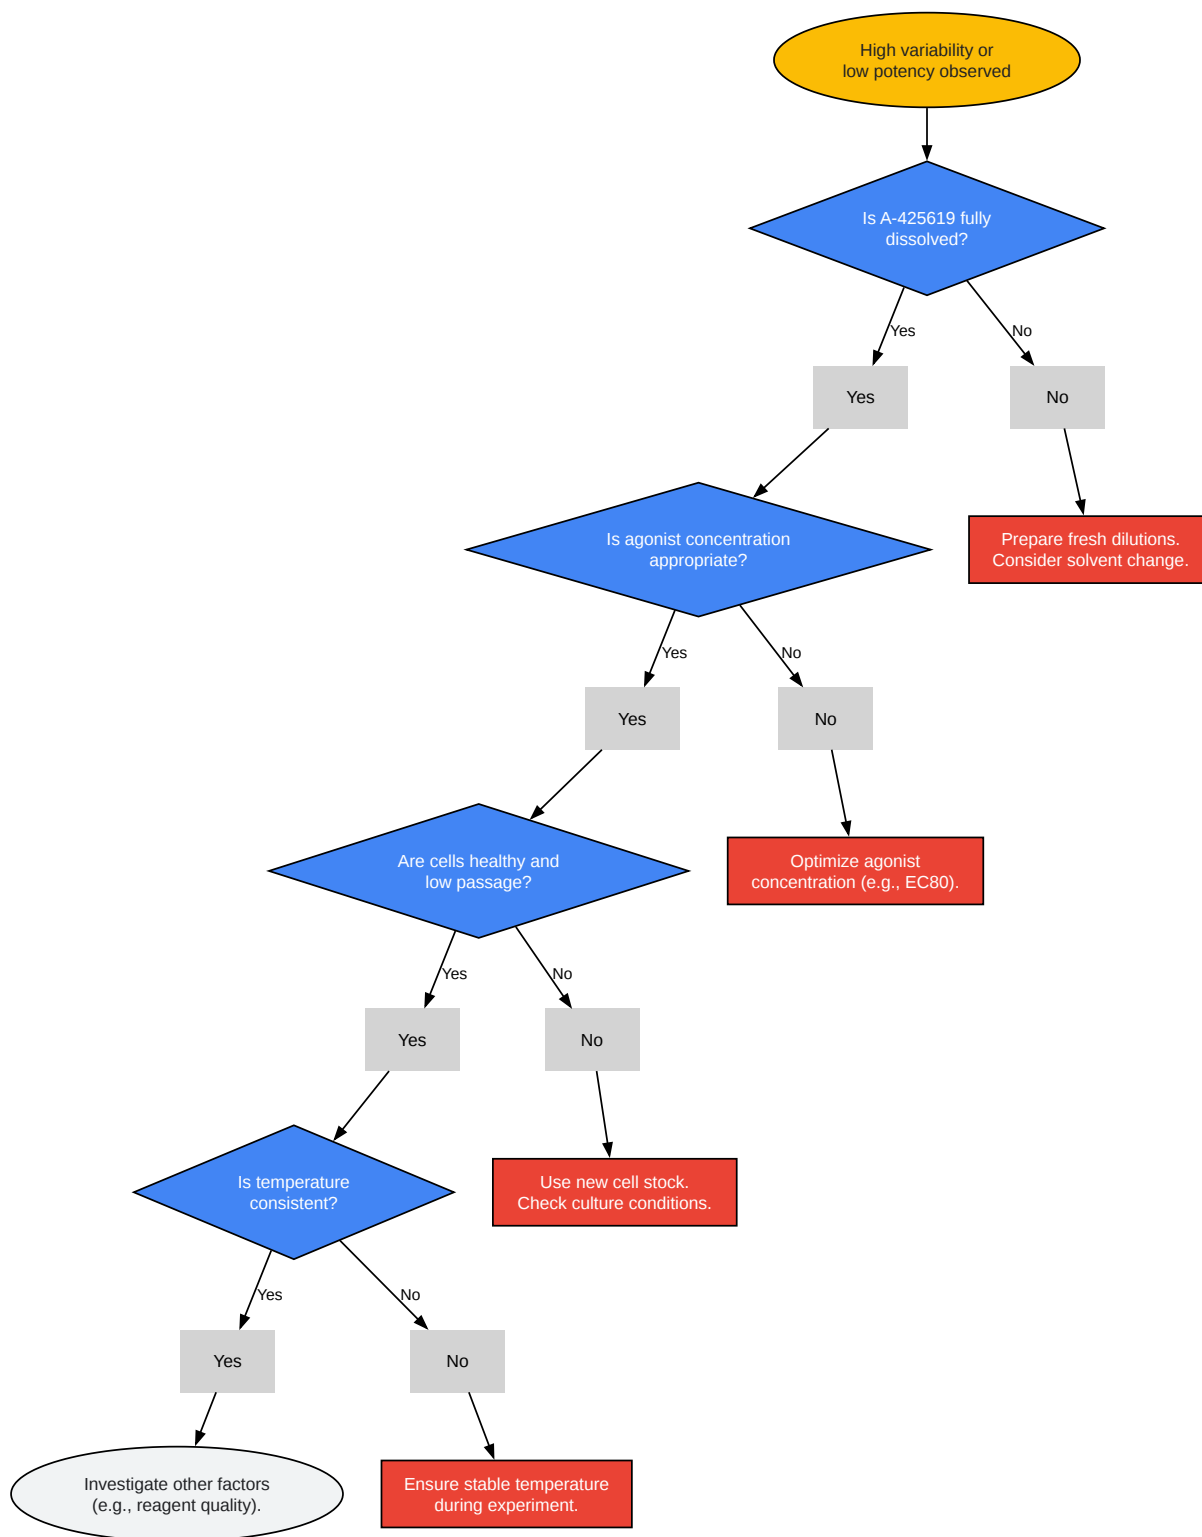 High variability or
low potency observed
Is A-425619 fully
dissolved?
Yes
No
Yes
No
Is agonist concentration
appropriate?
Prepare fresh dilutions.
Consider solvent change.
Yes
No
Yes
No
Are cells healthy and
low passage?
Optimize agonist
concentration (e.g., EC80).
Yes
No
Yes
No
Is temperature
consistent?
Use new cell stock.
Check culture conditions.
Yes
No
Yes
No
Investigate other factors
(e.g., reagent quality).
Ensure stable temperature
during experiment.